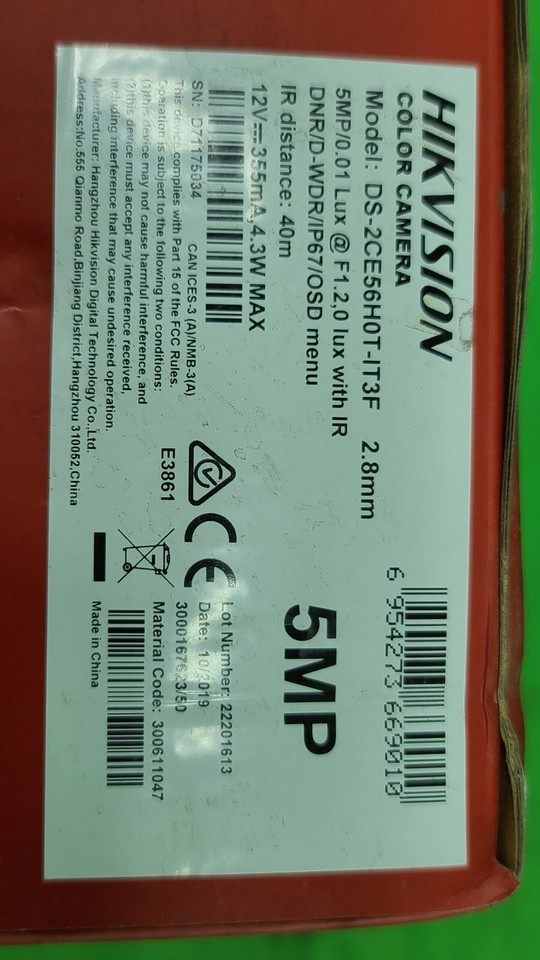 HIKVISION
COLOR CAMERA
Model: DS-2CE56H0T-IT3F 2.8mm
5MP/0.01 Lux @ F1.2,0 lux with IR
DNR/D-WDR/IP67/OSD menu
IR distance: 40m
12V⎓355mA,4.3W MAX
6 954273 669010
5MP
SN: D71175034
CAN ICES-3 (A)/NMB-3(A)
This device complies with Part 15 of the FCC Rules.
Operation is subject to the following two conditions:
(1)this device may not cause harmful interference, and
(2)this device must accept any interference received,
including interference that may cause undesired operation.
Manufacturer: Hangzhou Hikvision Digital Technology Co.,Ltd.
Address:No.555 Qianmo Road,Binjiang District,Hangzhou 310052,China
E3861
CE
Lot Number: 22201613
Date: 10/2019
3000167623/50
Material Code: 300611047
Made in China